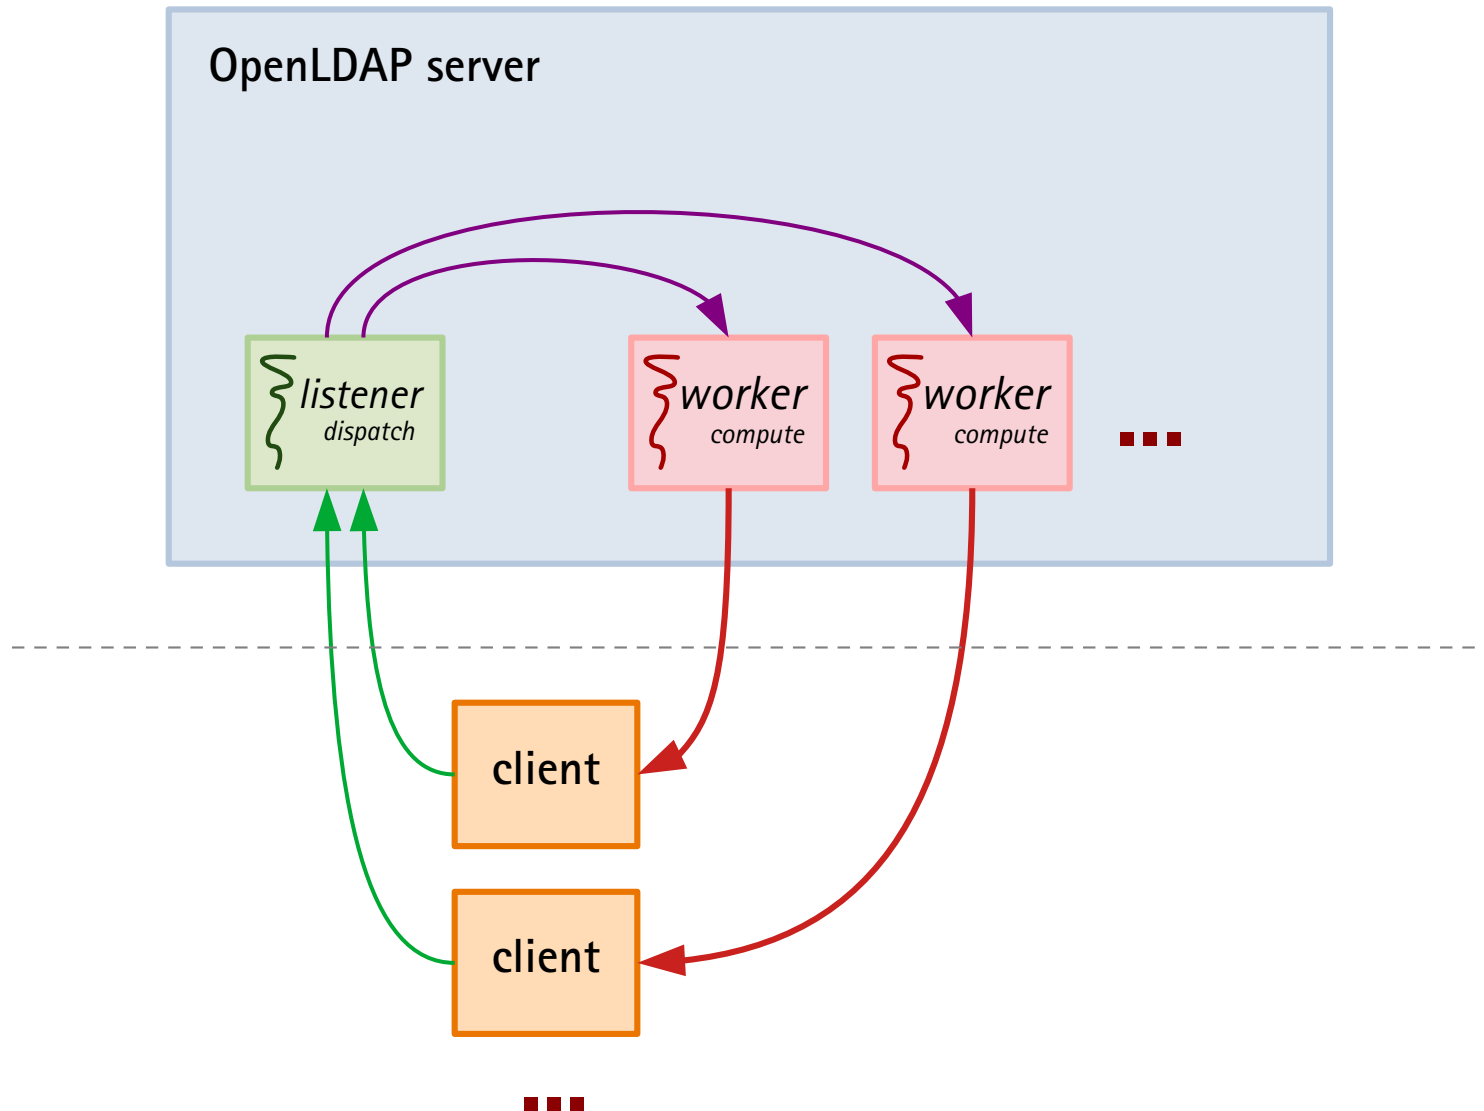 OpenLDAP server
listener
dispatch
worker
compute
worker
compute
client
client